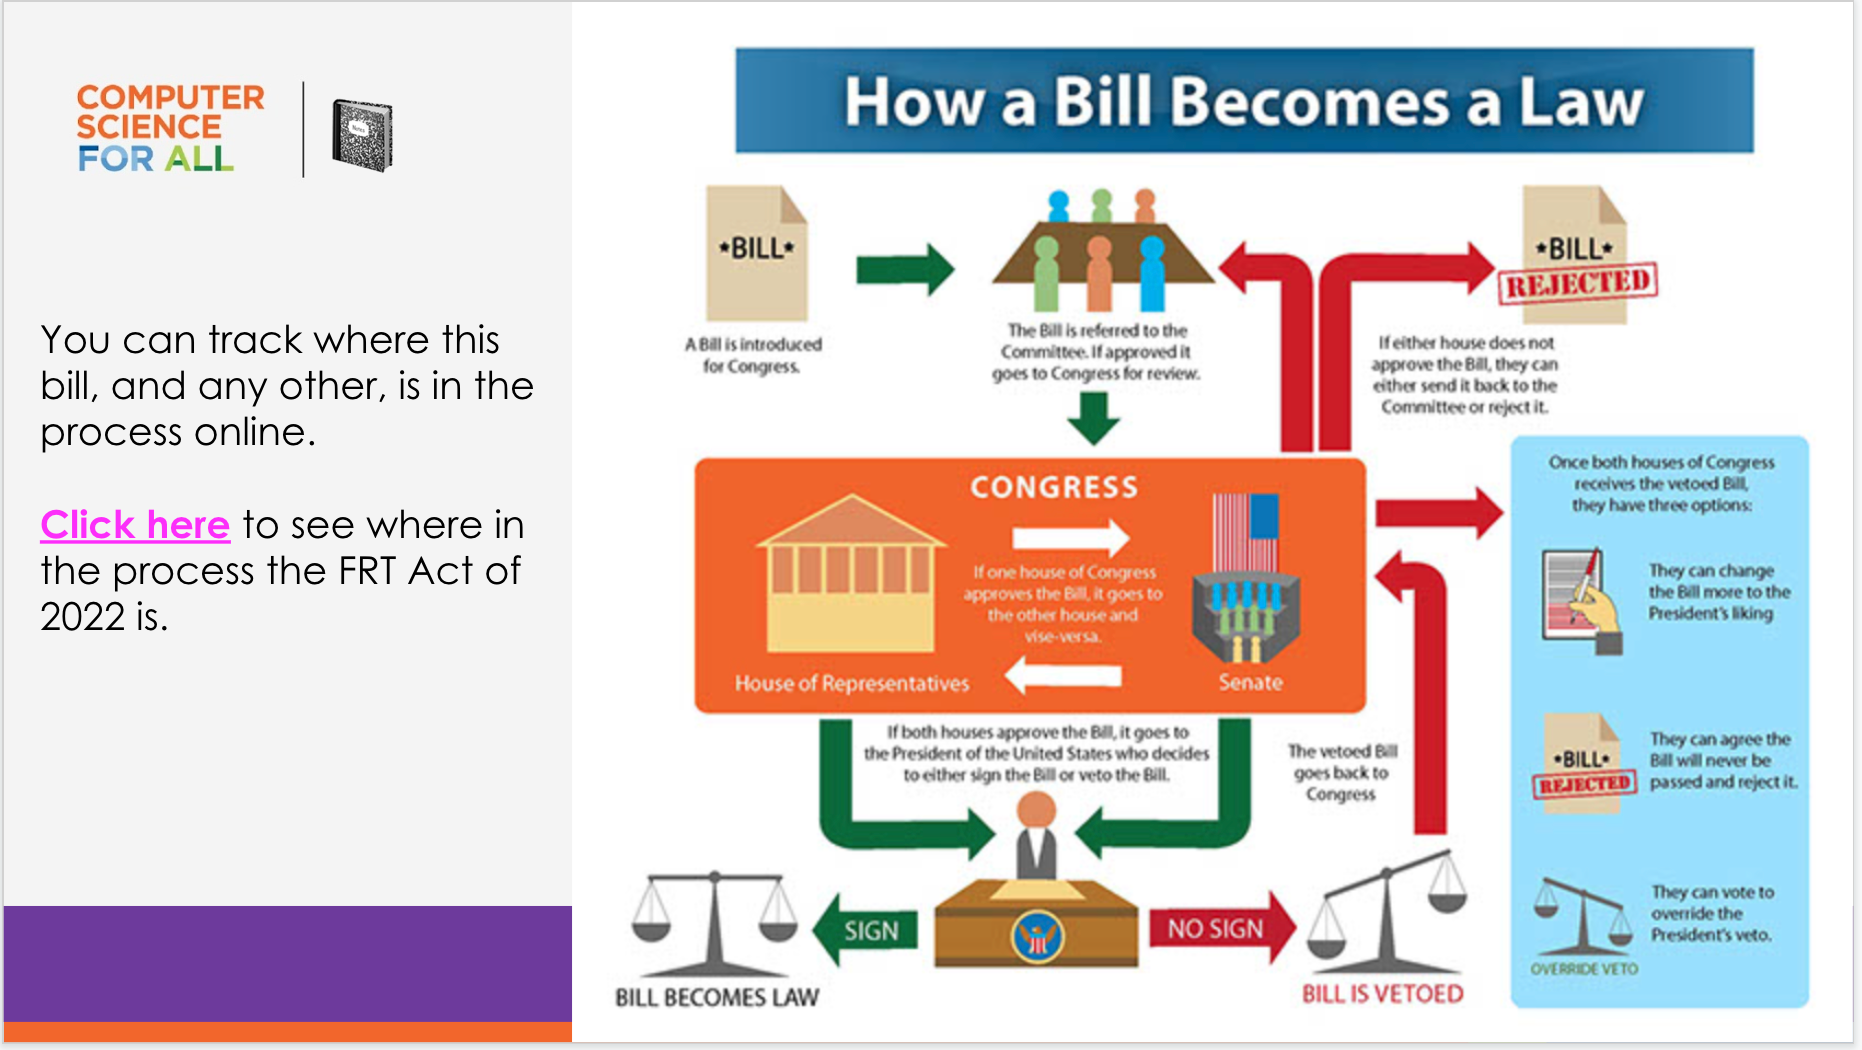 COMPUTER
SCIENCE
FOR ALL
Notes
You can track where this
bill, and any other, is in the
process online.
Click here to see where in
the process the FRT Act of
2022 is.
How a Bill Becomes a Law
★BILL★
A Bill is introduced
for Congress.
The Bill is referred to the
Committee. If approved it
goes to Congress for review.
★BILL★
REJECTED
If either house does not
approve the Bill, they can
either send it back to the
Committee or reject it.
CONGRESS
If one house of Congress
approves the Bill, it goes to
the other house and
vise-versa.
House of Representatives
Senate
If both houses approve the Bill, it goes to
the President of the United States who decides
to either sign the Bill or veto the Bill.
The vetoed Bill
goes back to
Congress
SIGN
NO SIGN
BILL BECOMES LAW
BILL IS VETOED
Once both houses of Congress
receives the vetoed Bill,
they have three options:
They can change
the Bill more to the
President's liking
★BILL★
REJECTED
They can agree the
Bill will never be
passed and reject it.
They can vote to
override the
President's veto.
OVERRIDE VETO